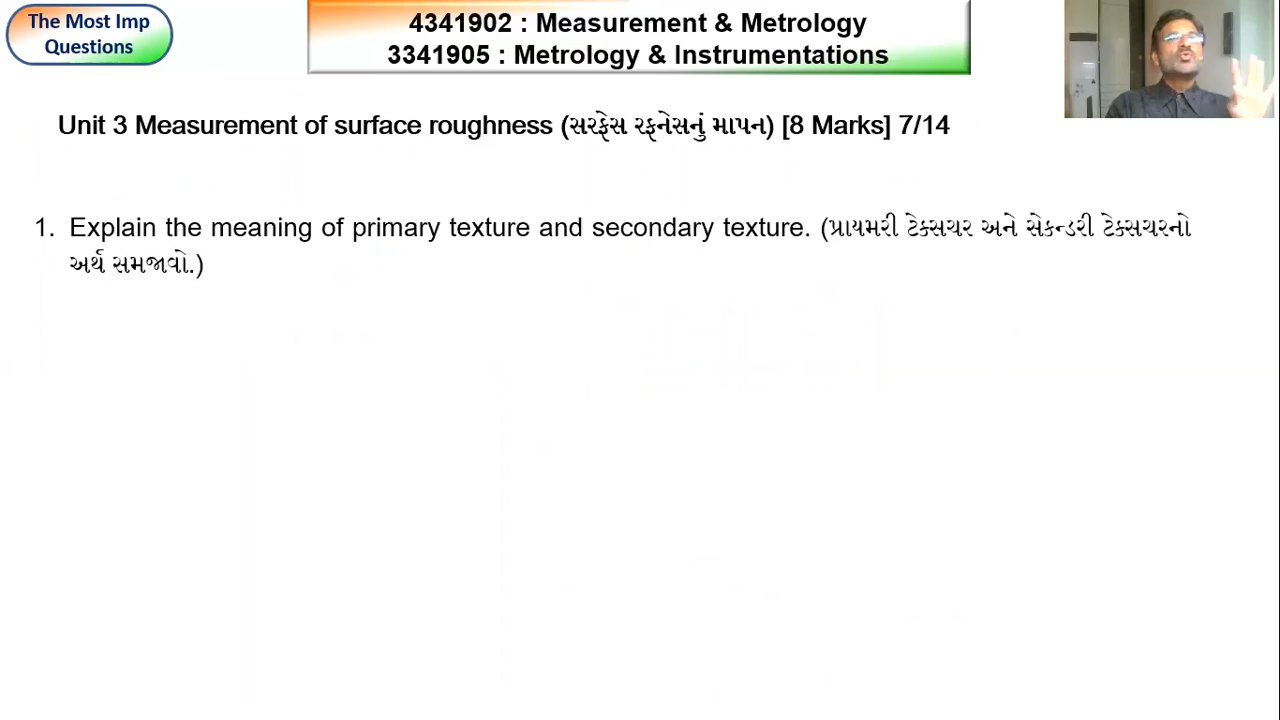 The Most Imp
Questions
4341902 : Measurement & Metrology
3341905 : Metrology & Instrumentations
Unit 3 Measurement of surface roughness (સરફેસ રફનેસનું માપન) [8 Marks] 7/14
1. Explain the meaning of primary texture and secondary texture. (પ્રાયમરી ટેક્સચર અને સેકન્ડરી ટેક્સચરનો
અર્થ સમજાવો.)